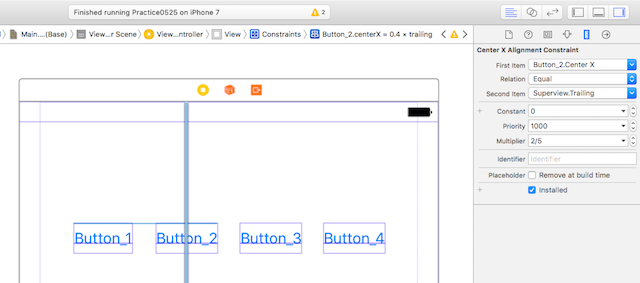 Finished running Practice0525 on iPhone 7 2
Main....(Base) View...r Scene View...ntroller View Constraints Button_2.centerX = 0.4 × trailing
Center X Alignment Constraint
First Item Button_2.Center X
Relation Equal
Second Item Superview.Trailing
Constant 0
Priority 1000
Multiplier 2/5
Identifier Identifier
Placeholder Remove at build time
Installed
Button_1 Button_2 Button_3 Button_4